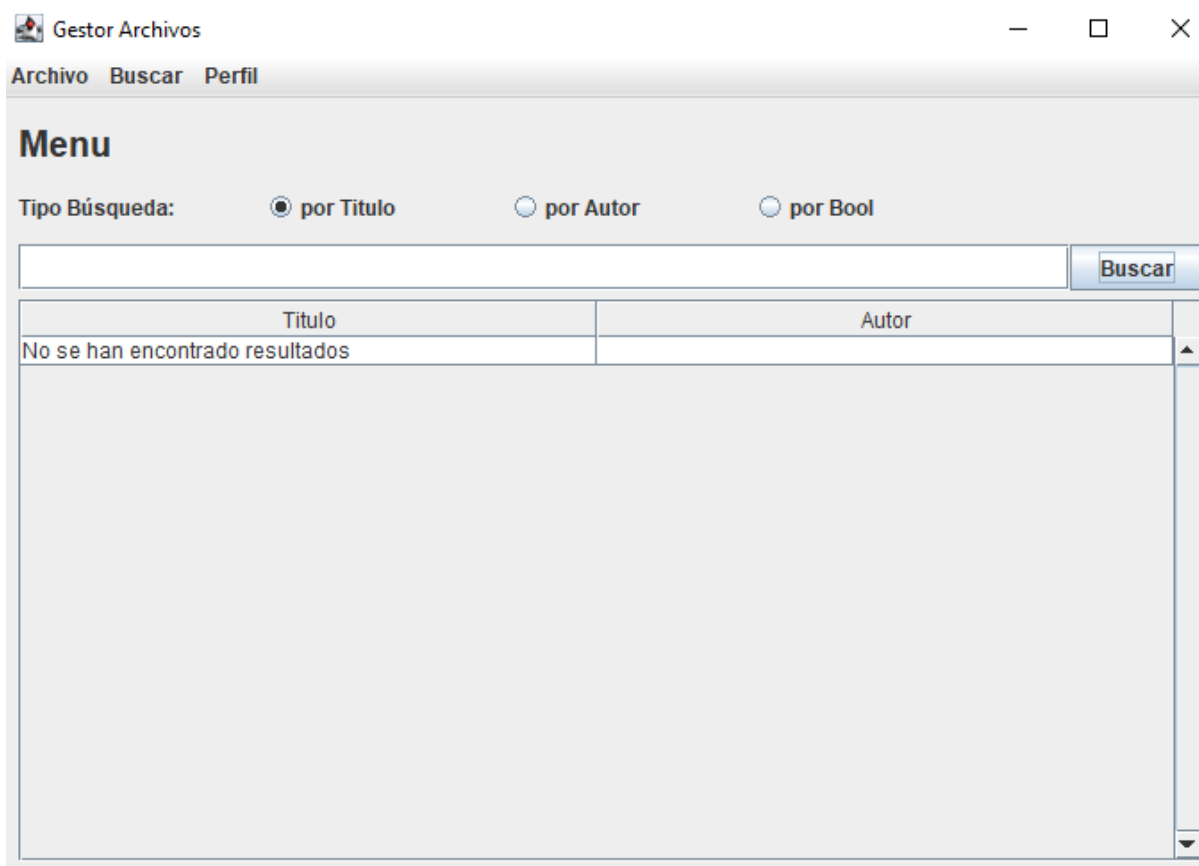 Gestor Archivos
Archivo Buscar Perfil
Menu
Tipo Búsqueda: por Titulo por Autor por Bool
Buscar
Titulo Autor
No se han encontrado resultados